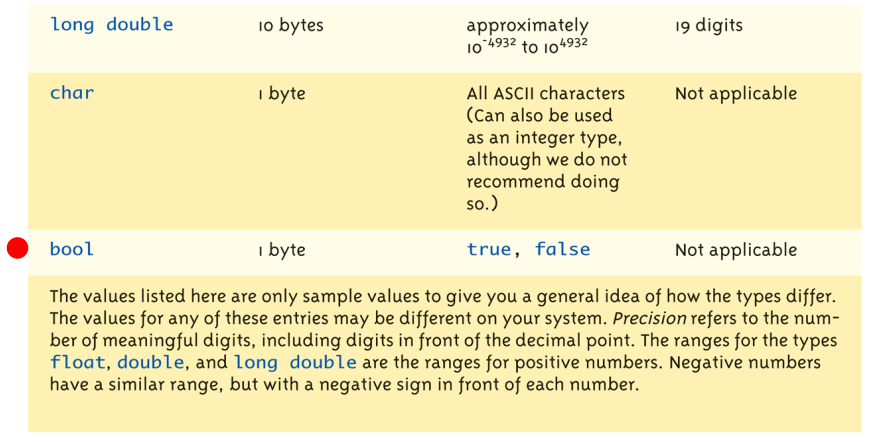 long double 10 bytes approximately 19 digits
10⁻⁴⁹³² to 10⁴⁹³²
char 1 byte All ASCII characters Not applicable
(Can also be used
as an integer type,
although we do not
recommend doing
so.)
bool 1 byte true, false Not applicable
The values listed here are only sample values to give you a general idea of how the types differ.
The values for any of these entries may be different on your system. Precision refers to the num-
ber of meaningful digits, including digits in front of the decimal point. The ranges for the types
float, double, and long double are the ranges for positive numbers. Negative numbers
have a similar range, but with a negative sign in front of each number.